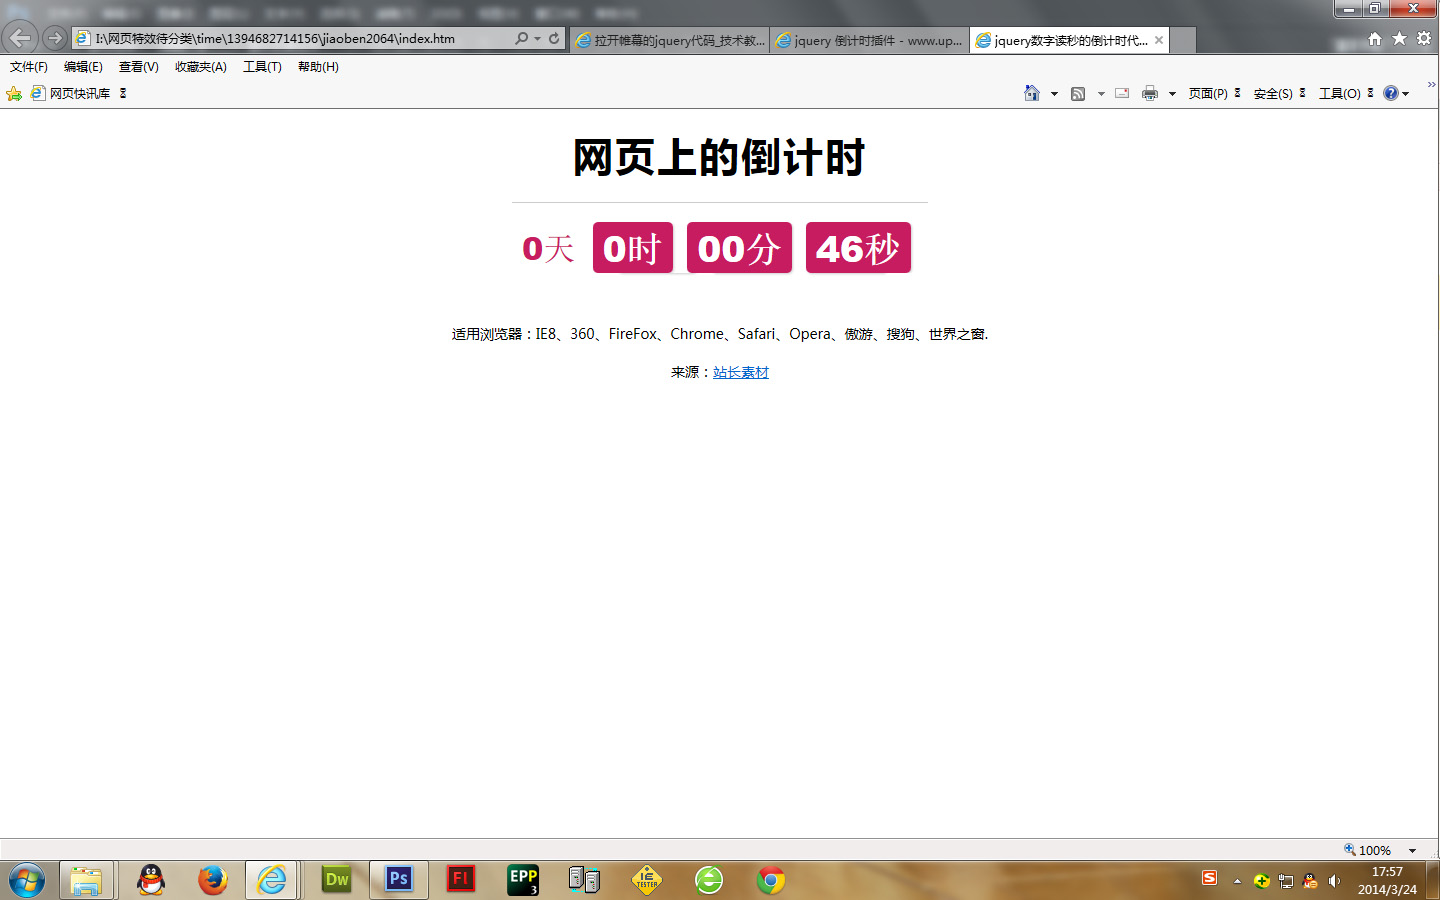 I:\网页特效待分类\time\1394682714156\jiaoben2064\index.htm
拉开帷幕的jquery代码_技术教...
jquery 倒计时插件 - www.up...
jquery数字读秒的倒计时代...
文件(F) 编辑(E) 查看(V) 收藏夹(A) 工具(T) 帮助(H)
网页快讯库
页面(P) 安全(S) 工具(O)
网页上的倒计时
0天 0时 00分 46秒
适用浏览器：IE8、360、FireFox、Chrome、Safari、Opera、傲游、搜狗、世界之窗.
来源：站长素材
100%
Dw Ps Fl EPP 3 IE TESTER
17:57
2014/3/24